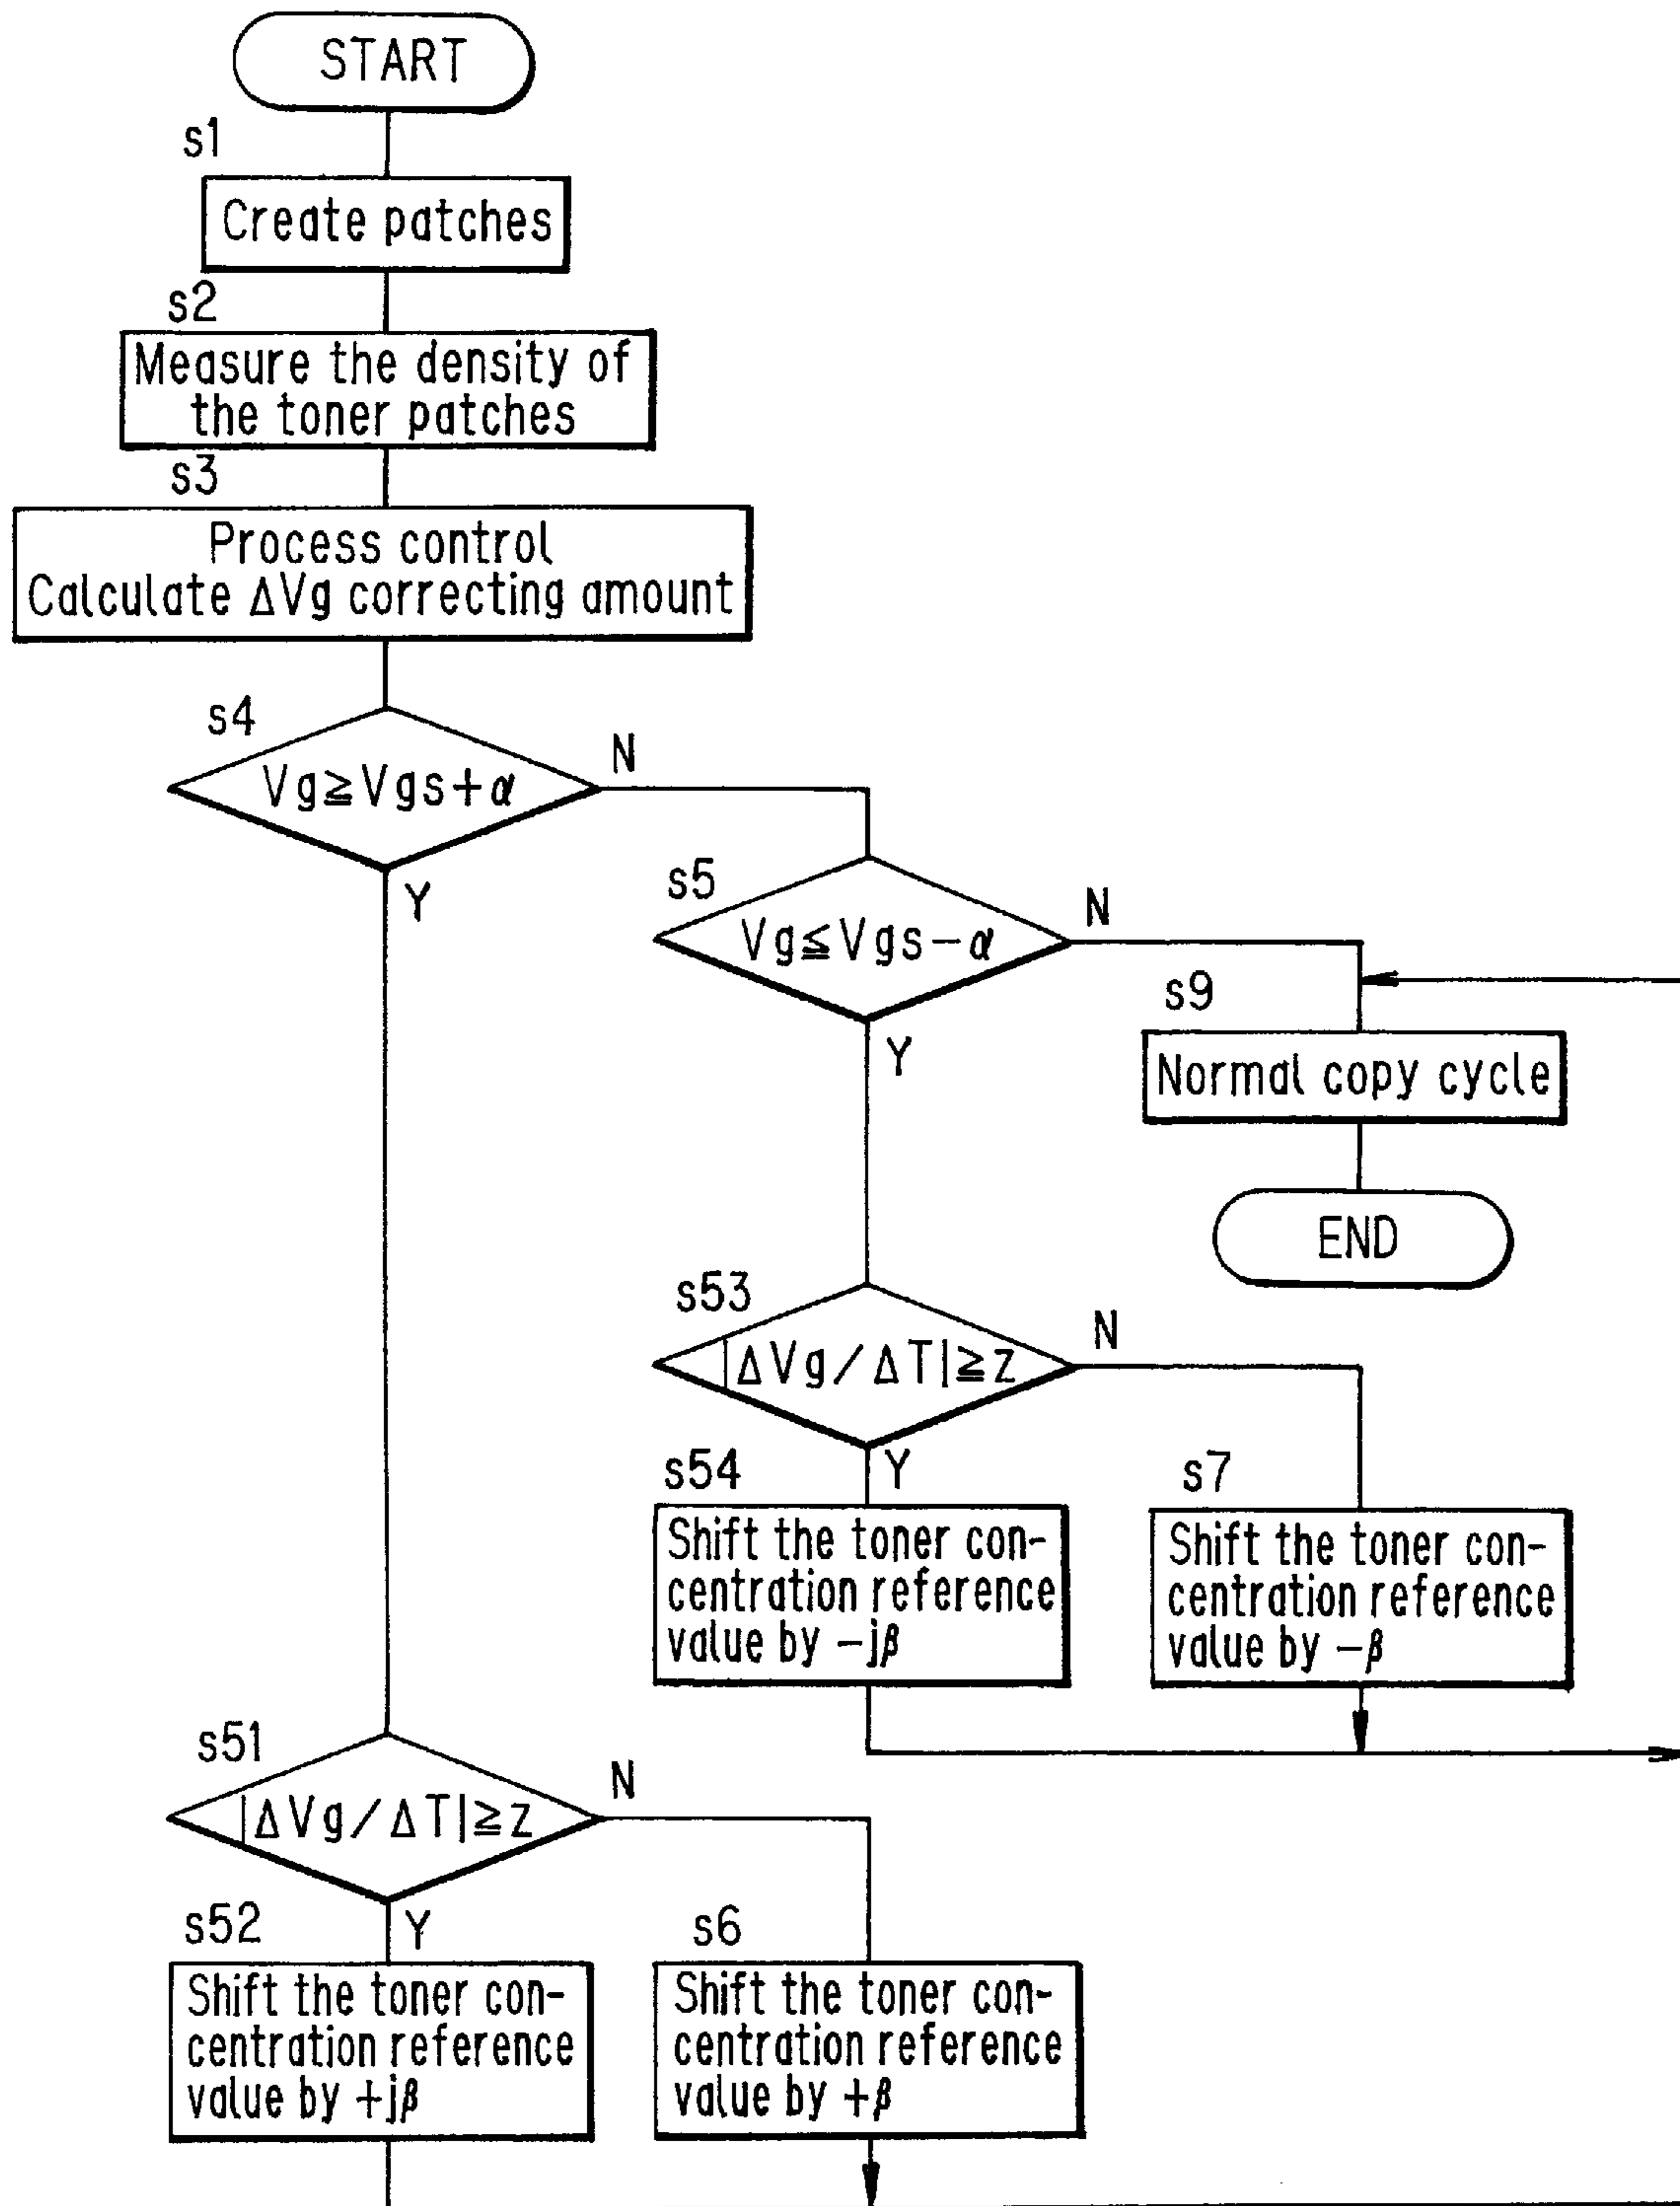 START
s1
Create patches
s2
Measure the density of
the toner patches
s3
Process control
Calculate ΔVg correcting amount
s4
Vg≧Vgs+α
N
Y
s5
Vg≦Vgs−α
N
Y
s9
Normal copy cycle
END
s53
|ΔVg/ΔT|≧z
N
Y
s54
Shift the toner con-
centration reference
value by −jβ
s7
Shift the toner con-
centration reference
value by −β
s51
|ΔVg/ΔT|≧z
N
Y
s52
Shift the toner con-
centration reference
value by +jβ
s6
Shift the toner con-
centration reference
value by +β